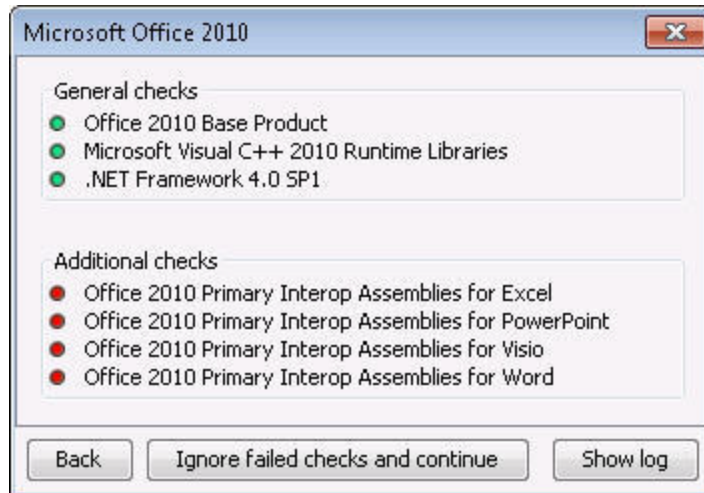 Microsoft Office 2010
General checks
Office 2010 Base Product
Microsoft Visual C++ 2010 Runtime Libraries
.NET Framework 4.0 SP1
Additional checks
Office 2010 Primary Interop Assemblies for Excel
Office 2010 Primary Interop Assemblies for PowerPoint
Office 2010 Primary Interop Assemblies for Visio
Office 2010 Primary Interop Assemblies for Word
Back Ignore failed checks and continue Show log